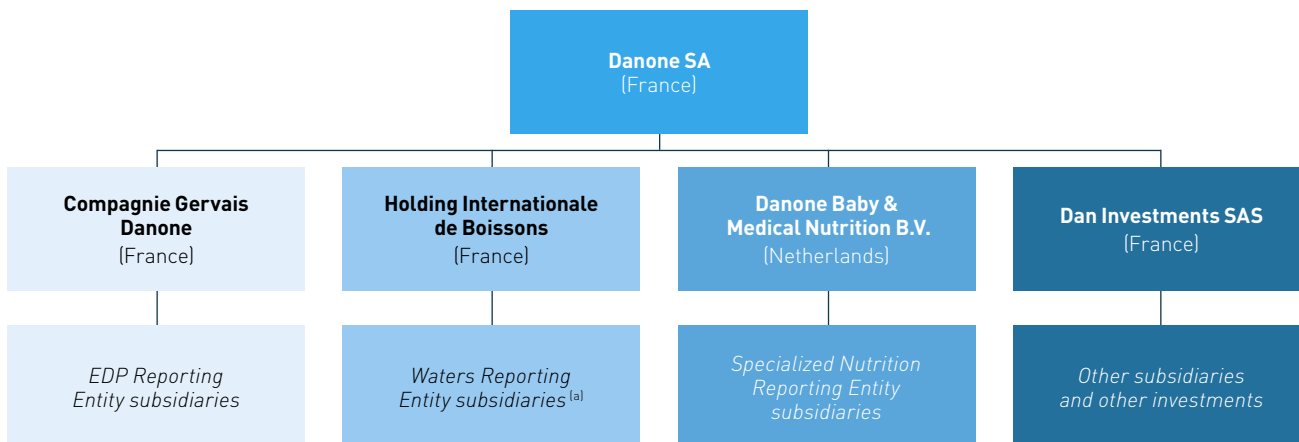 Danone SA
(France)
Compagnie Gervais
Danone
(France)
Holding Internationale
de Boissons
(France)
Danone Baby &
Medical Nutrition B.V.
(Netherlands)
Dan Investments SAS
(France)
EDP Reporting
Entity subsidiaries
Waters Reporting
Entity subsidiaries (a)
Specialized Nutrition
Reporting Entity
subsidiaries
Other subsidiaries
and other investments